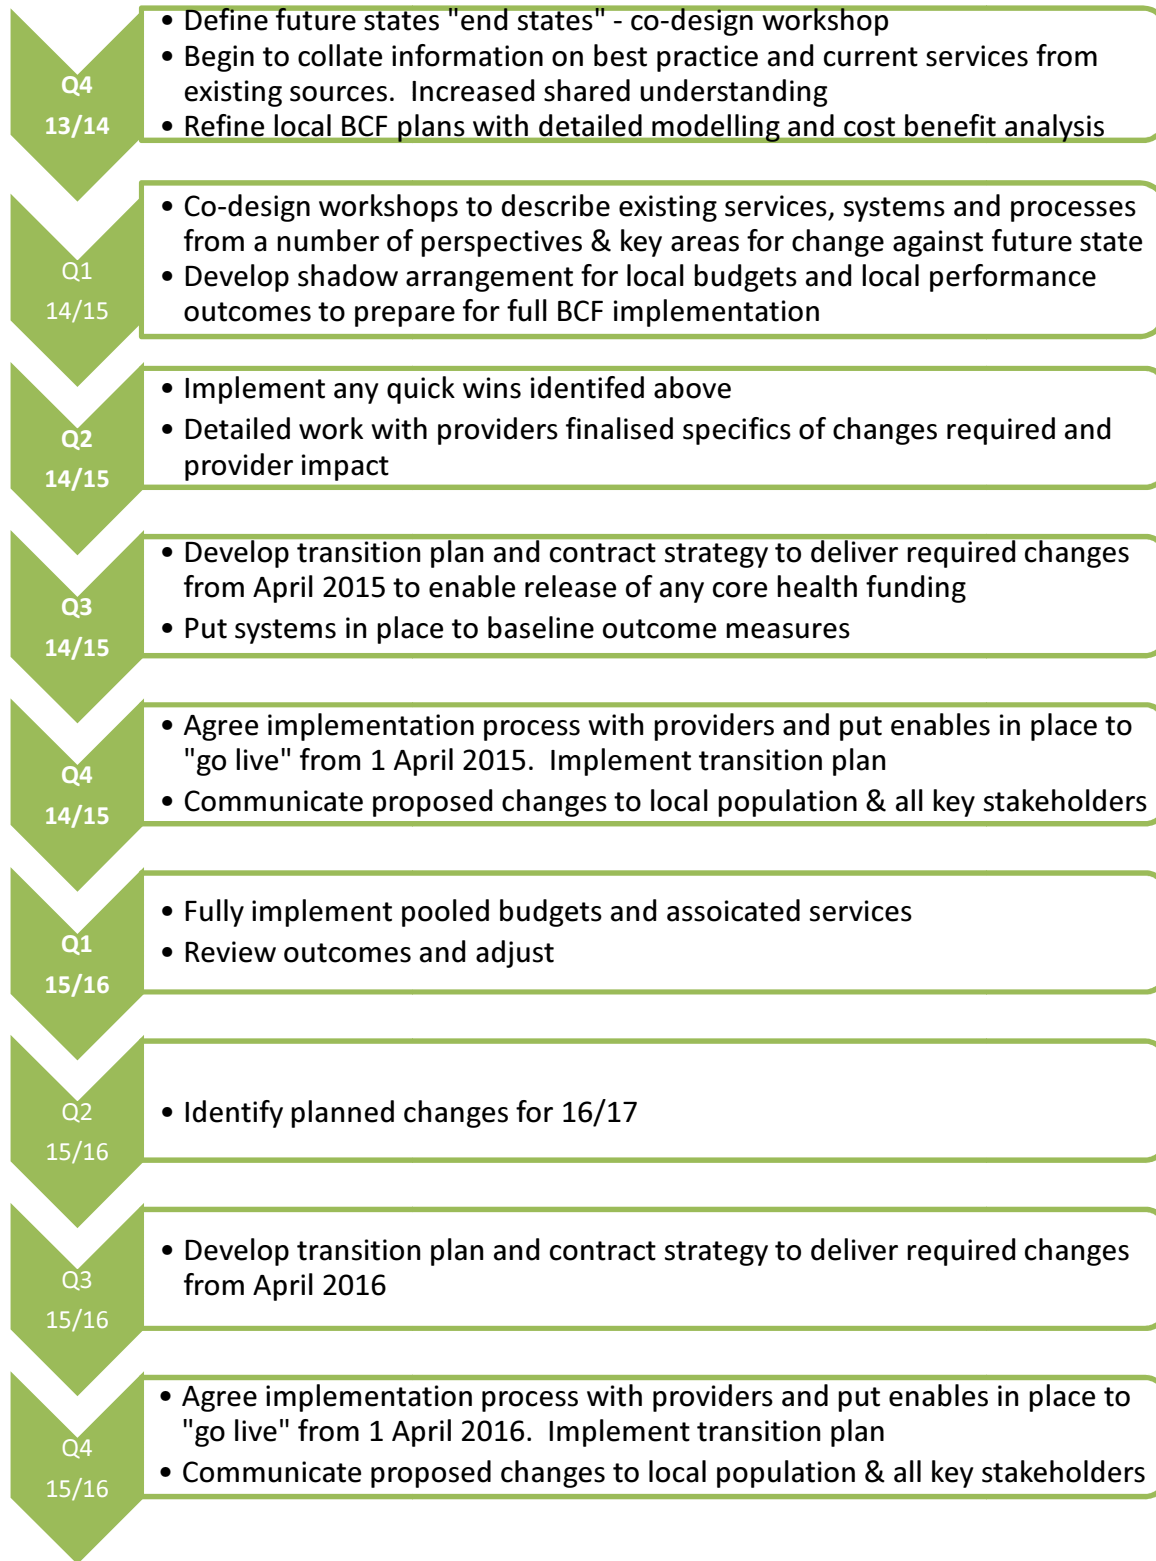 Q4
13/14
• Define future states "end states" - co-design workshop
• Begin to collate information on best practice and current services from
existing sources.  Increased shared understanding
• Refine local BCF plans with detailed modelling and cost benefit analysis
Q1
14/15
• Co-design workshops to describe existing services, systems and processes
from a number of perspectives & key areas for change against future state
• Develop shadow arrangement for local budgets and local performance
outcomes to prepare for full BCF implementation
Q2
14/15
• Implement any quick wins identifed above
• Detailed work with providers finalised specifics of changes required and
provider impact
Q3
14/15
• Develop transition plan and contract strategy to deliver required changes
from April 2015 to enable release of any core health funding
• Put systems in place to baseline outcome measures
Q4
14/15
• Agree implementation process with providers and put enables in place to
"go live" from 1 April 2015.  Implement transition plan
• Communicate proposed changes to local population & all key stakeholders
Q1
15/16
• Fully implement pooled budgets and assoicated services
• Review outcomes and adjust
Q2
15/16
• Identify planned changes for 16/17
Q3
15/16
• Develop transition plan and contract strategy to deliver required changes
from April 2016
Q4
15/16
• Agree implementation process with providers and put enables in place to
"go live" from 1 April 2016.  Implement transition plan
• Communicate proposed changes to local population & all key stakeholders